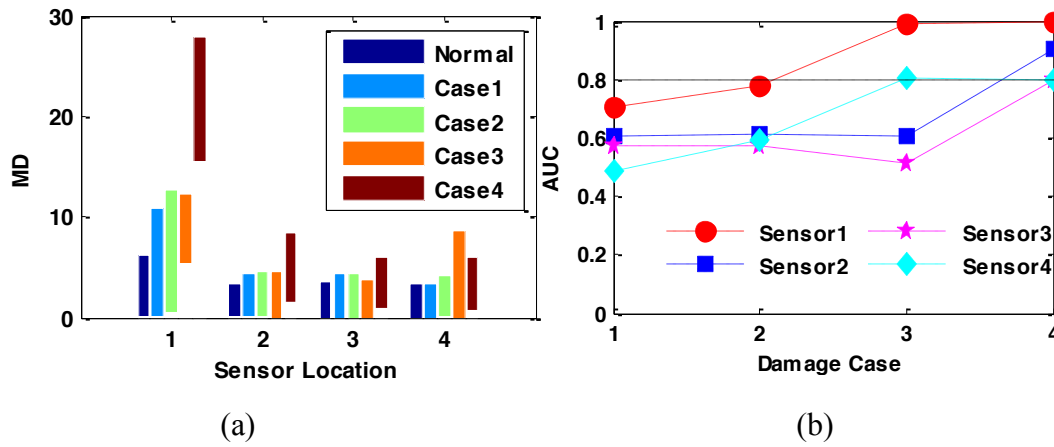 30
20
10
0
MD
1 2 3 4
Sensor Location
Normal
Case1
Case2
Case3
Case4
(a)
1
0.8
0.6
0.4
0.2
0
AUC
1 2 3 4
Damage Case
Sensor1
Sensor2
Sensor3
Sensor4
(b)